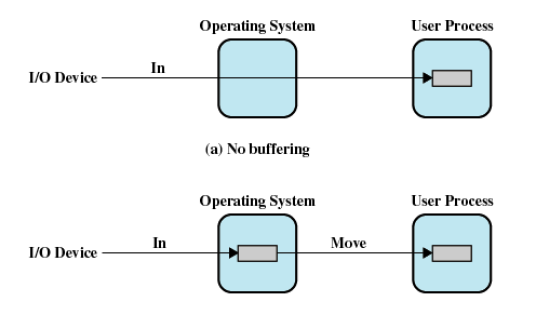 Operating System User Process
I/O Device In
(a) No buffering
Operating System User Process
I/O Device In Move